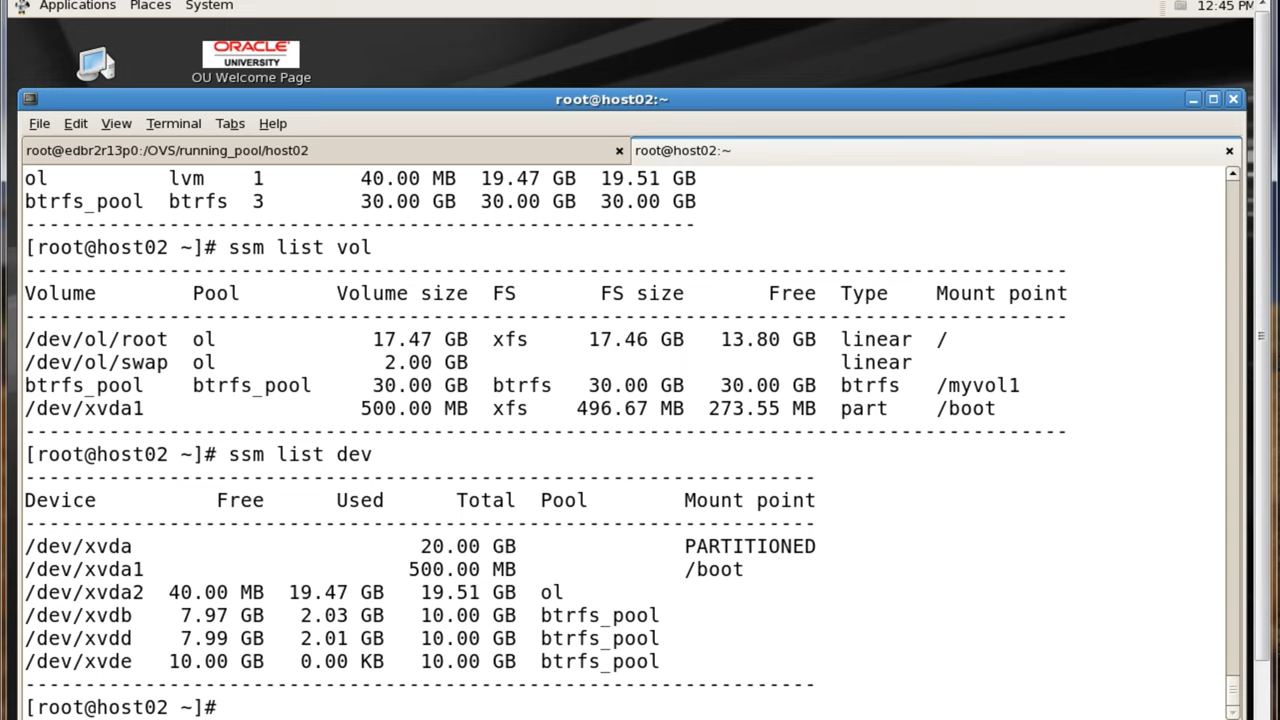 Applications Places System 12:45 PM
ORACLE
UNIVERSITY
OU Welcome Page
root@host02:~
File Edit View Terminal Tabs Help
root@edbr2r13p0:/OVS/running_pool/host02 root@host02:~
ol lvm 1 40.00 MB 19.47 GB 19.51 GB
btrfs_pool btrfs 3 30.00 GB 30.00 GB 30.00 GB
---------------------------------------------------------
[root@host02 ~]# ssm list vol
----------------------------------------------------------------------------------------
Volume Pool Volume size FS FS size Free Type Mount point
----------------------------------------------------------------------------------------
/dev/ol/root ol 17.47 GB xfs 17.46 GB 13.80 GB linear /
/dev/ol/swap ol 2.00 GB linear
btrfs_pool btrfs_pool 30.00 GB btrfs 30.00 GB 30.00 GB btrfs /myvol1
/dev/xvda1 500.00 MB xfs 496.67 MB 273.55 MB part /boot
----------------------------------------------------------------------------------------
[root@host02 ~]# ssm list dev
-------------------------------------------------------------------
Device Free Used Total Pool Mount point
-------------------------------------------------------------------
/dev/xvda 20.00 GB PARTITIONED
/dev/xvda1 500.00 MB /boot
/dev/xvda2 40.00 MB 19.47 GB 19.51 GB ol
/dev/xvdb 7.97 GB 2.03 GB 10.00 GB btrfs_pool
/dev/xvdd 7.99 GB 2.01 GB 10.00 GB btrfs_pool
/dev/xvde 10.00 GB 0.00 KB 10.00 GB btrfs_pool
-------------------------------------------------------------------
[root@host02 ~]#